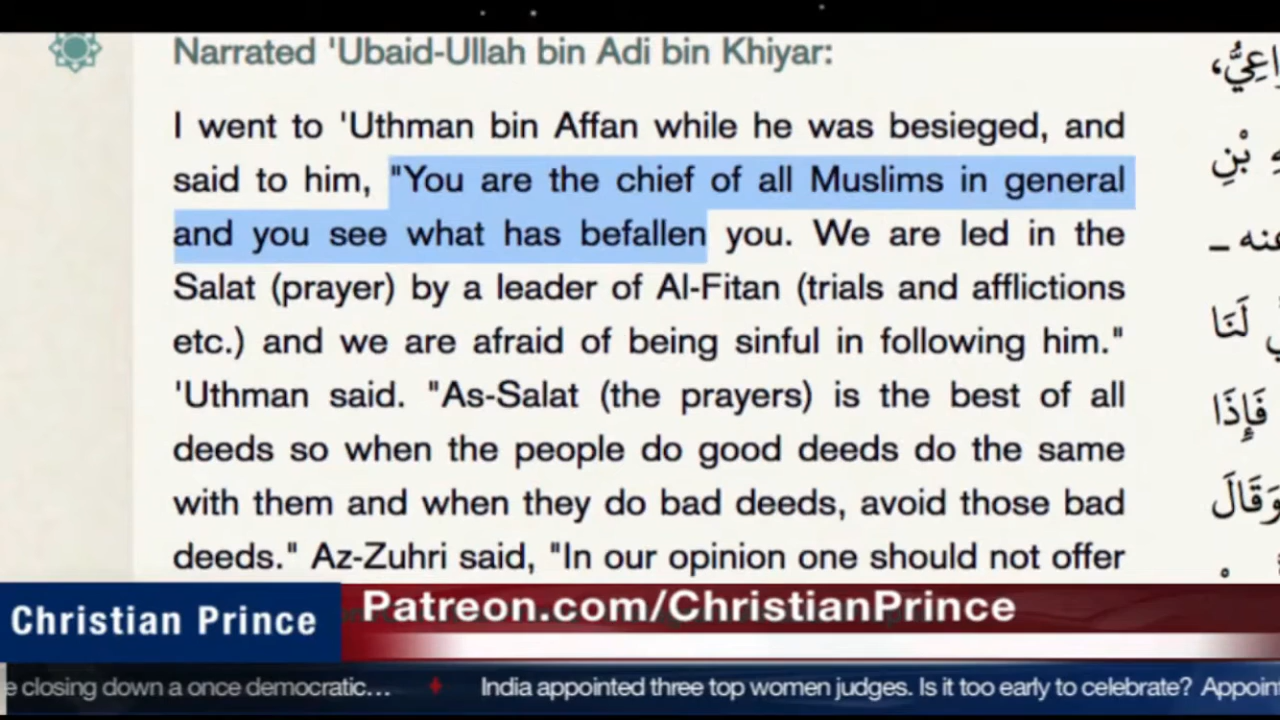 Narrated 'Ubaid-Ullah bin Adi bin Khiyar:
I went to 'Uthman bin Affan while he was besieged, and
said to him, "You are the chief of all Muslims in general
and you see what has befallen you. We are led in the
Salat (prayer) by a leader of Al-Fitan (trials and afflictions
etc.) and we are afraid of being sinful in following him."
'Uthman said. "As-Salat (the prayers) is the best of all
deeds so when the people do good deeds do the same
with them and when they do bad deeds, avoid those bad
deeds." Az-Zuhri said, "In our opinion one should not offer
لَنَا
فَإِذَا
وَقَالَ
Christian Prince
Patreon.com/ChristianPrince
e closing down a once democratic... India appointed three top women judges. Is it too early to celebrate? Appoin